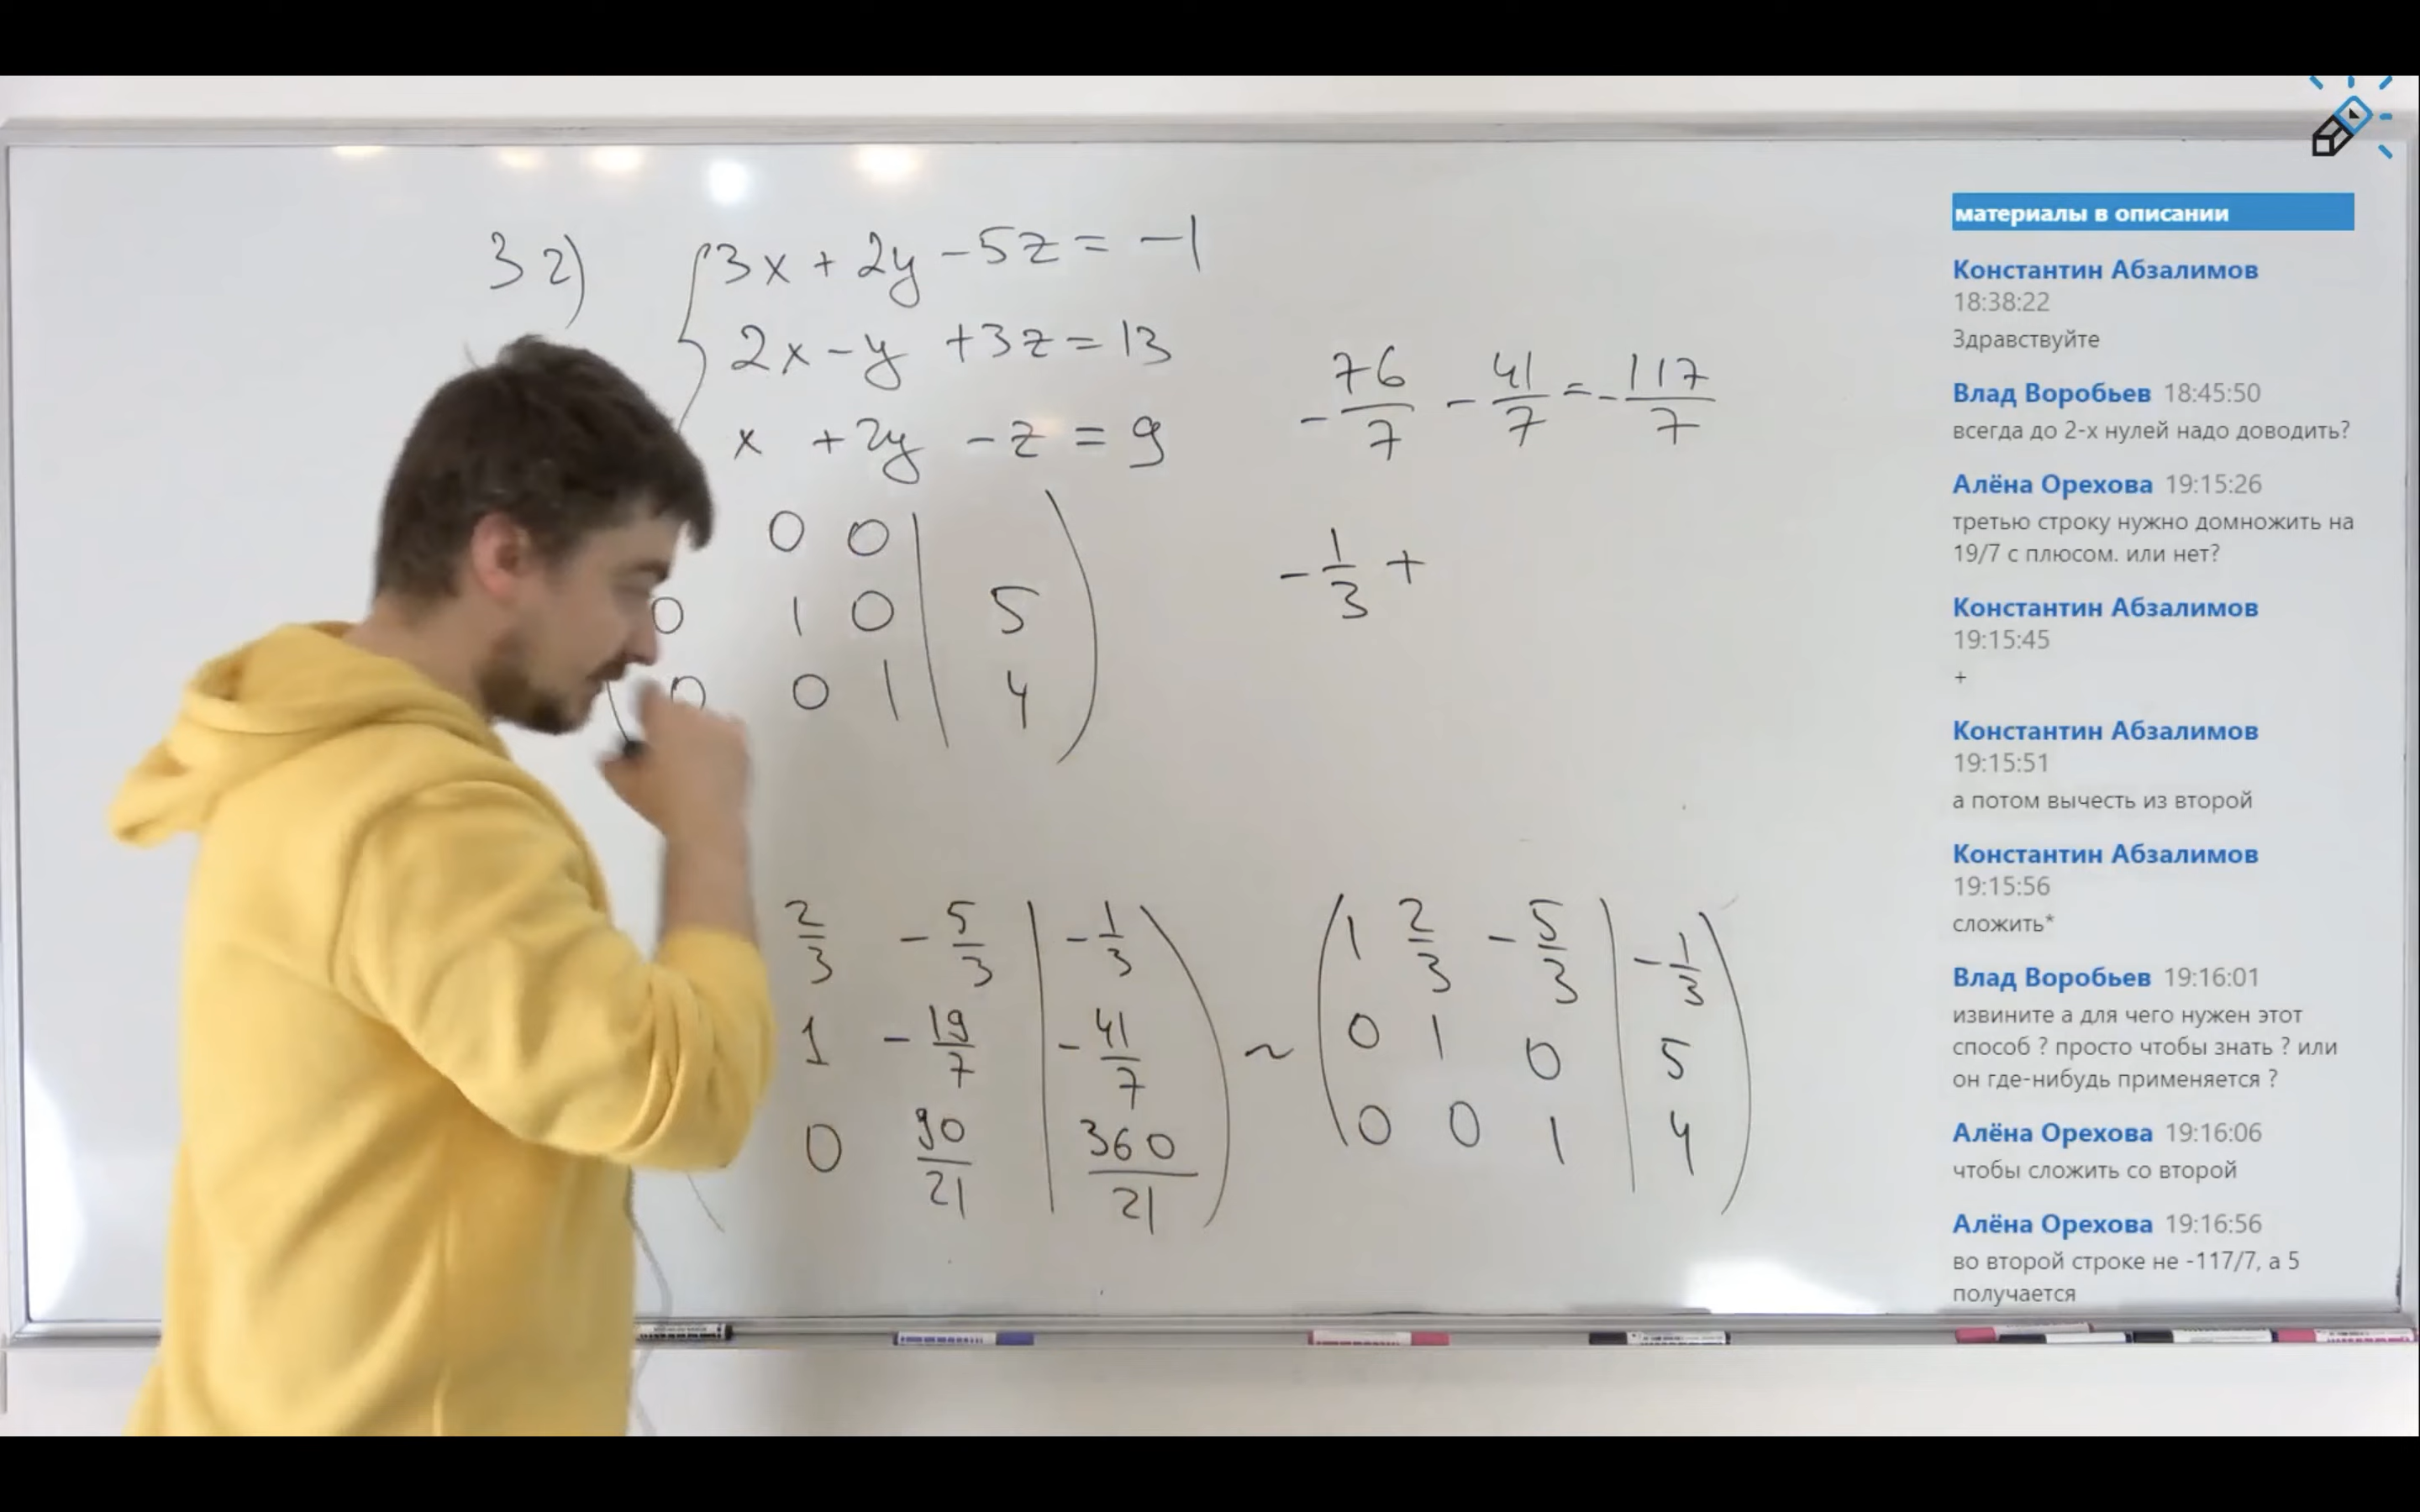 3 2)
3x + 2y - 5z = -1
2x - y + 3z = 13
x + 2y - z = 9
0 0
0 1 0 | 5
0 0 1 | 4
- 76/7 - 41/7 = - 117/7
- 1/3 +
2/3 - 5/3 | - 1/3
1 - 19/7 | - 41/7
0 90/21 | 360/21
~
1 2/3 - 5/3 | - 1/3
0 1 0 | 5
0 0 1 | 4
материалы в описании
Константин Абзалимов
18:38:22
Здравствуйте
Влад Воробьев 18:45:50
всегда до 2-х нулей надо доводить?
Алёна Орехова 19:15:26
третью строку нужно домножить на
19/7 с плюсом. или нет?
Константин Абзалимов
19:15:45
+
Константин Абзалимов
19:15:51
а потом вычесть из второй
Константин Абзалимов
19:15:56
сложить*
Влад Воробьев 19:16:01
извините а для чего нужен этот
способ ? просто чтобы знать ? или
он где-нибудь применяется ?
Алёна Орехова 19:16:06
чтобы сложить со второй
Алёна Орехова 19:16:56
во второй строке не -117/7, а 5
получается